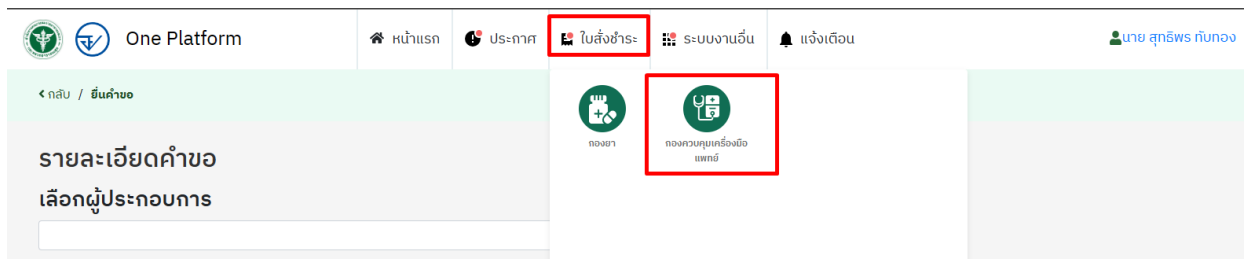 One Platform
หน้าแรก
ประกาศ
ใบสั่งชำระ
ระบบงานอื่น
แจ้งเตือน
นาย สุทธิพร ทับทอง
กลับ / ยื่นคำขอ
กองยา
กองควบคุมเครื่องมือ
แพทย์
รายละเอียดคำขอ
เลือกผู้ประกอบการ